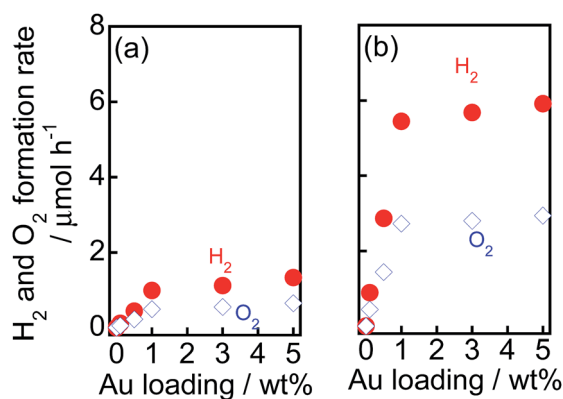 H2 and O2 formation rate
/ μmol h-1
8
6
4
2
0
(a)
H2
O2
0 1 2 3 4 5
Au loading / wt%
(b)
H2
O2
0 1 2 3 4 5
Au loading / wt%